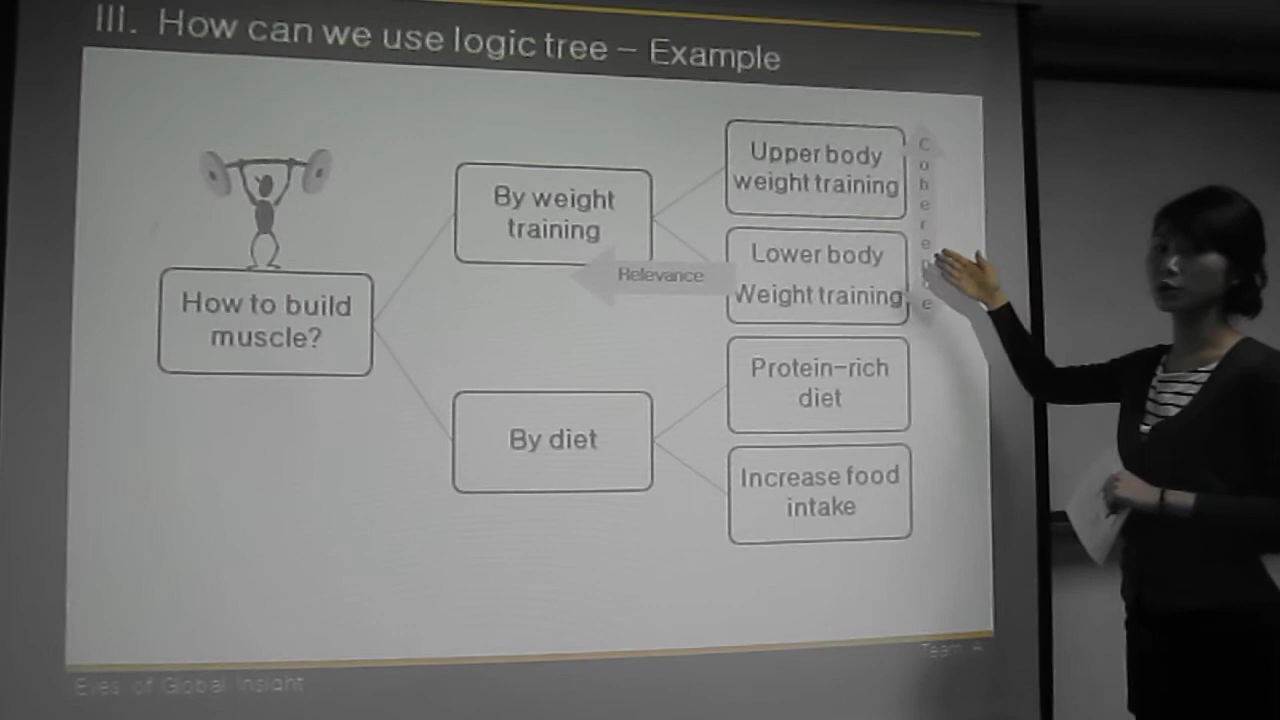 III. How can we use logic tree – Example
How to build
muscle?
By weight
training
Relevance
By diet
Upper body
weight training
Lower body
Weight training
Protein-rich
diet
Increase food
intake
Coherence
Eyes of Global Insight
Team A